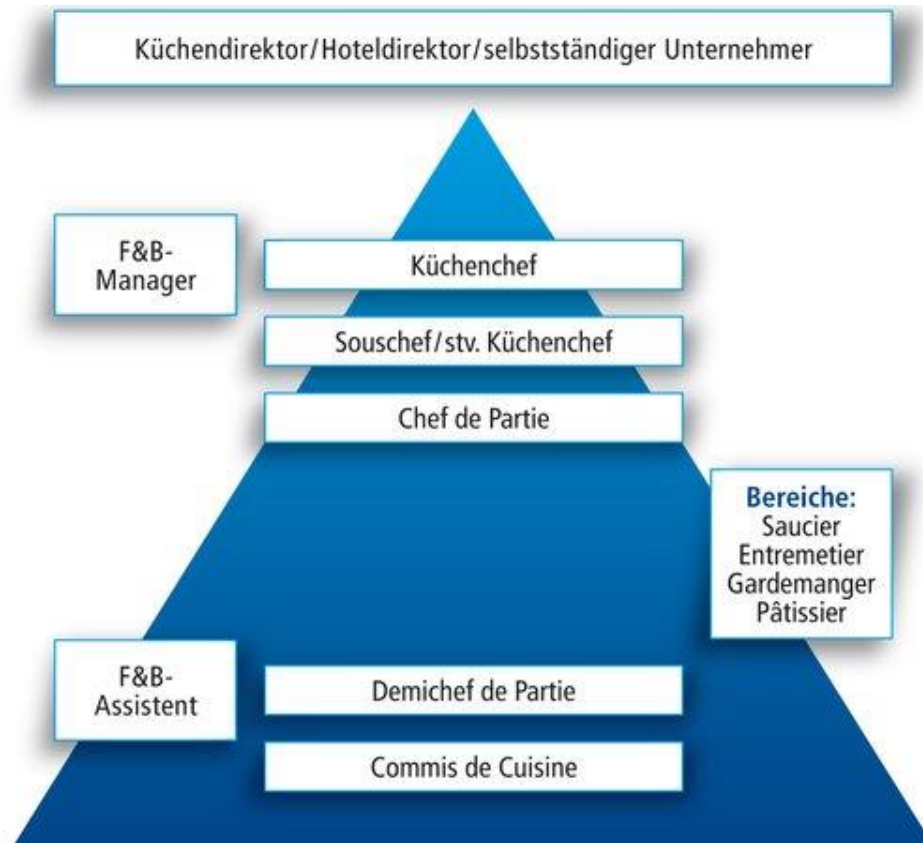 Küchendirektor/Hoteldirektor/selbstständiger Unternehmer
F&B-
Manager
Küchenchef
Souschef/stv. Küchenchef
Chef de Partie
Bereiche:
Saucier
Entremetier
Gardemanger
Pâtissier
F&B-
Assistent
Demichef de Partie
Commis de Cuisine